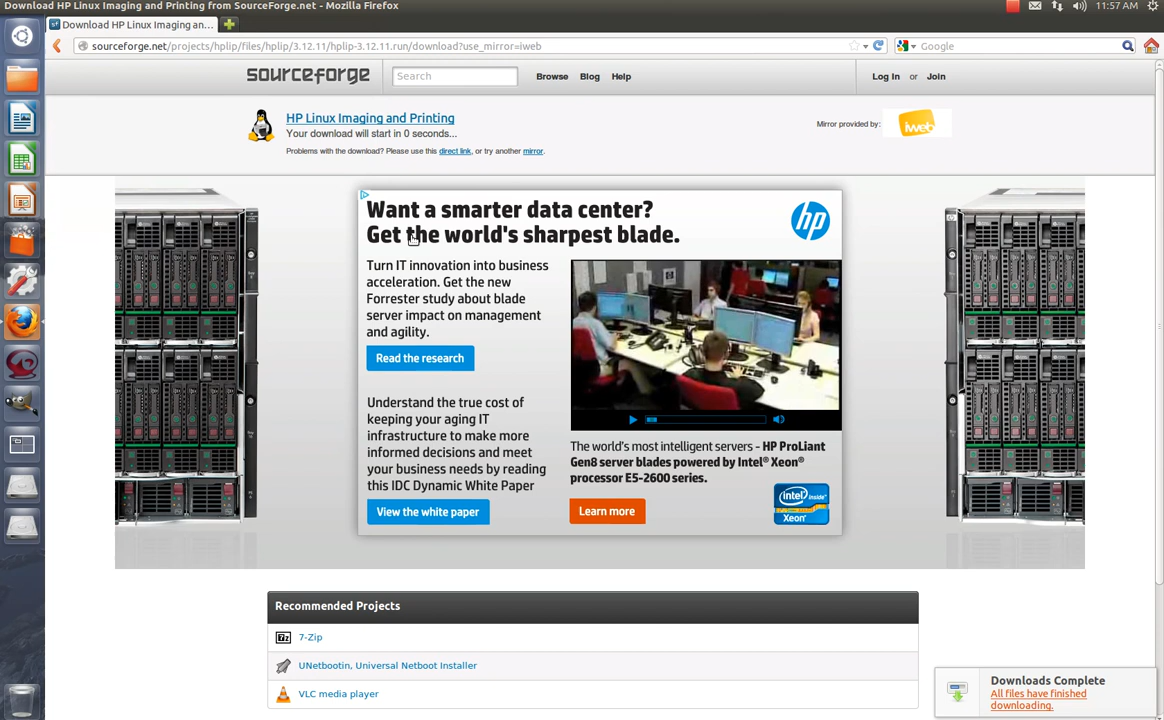 Download HP Linux Imaging and Printing from SourceForge.net - Mozilla Firefox
11:57 AM
Download HP Linux Imaging an...
sourceforge.net/projects/hplip/files/hplip/3.12.11/hplip-3.12.11.run/download?use_mirror=iweb
Google
sourceforge
Search
Browse
Blog
Help
Log In
or
Join
HP Linux Imaging and Printing
Your download will start in 0 seconds...
Problems with the download? Please use this direct link, or try another mirror.
Mirror provided by:
iweb
Want a smarter data center?
Get the world's sharpest blade.
hp
Turn IT innovation into business
acceleration. Get the new
Forrester study about blade
server impact on management
and agility.
Read the research
Understand the true cost of
keeping your aging IT
infrastructure to make more
informed decisions and meet
your business needs by reading
this IDC Dynamic White Paper
View the white paper
The world's most intelligent servers - HP ProLiant
Gen8 server blades powered by Intel® Xeon®
processor E5-2600 series.
Learn more
intel inside
Xeon®
Recommended Projects
7z
7-Zip
UNetbootin, Universal Netboot Installer
VLC media player
Downloads Complete
All files have finished
downloading.